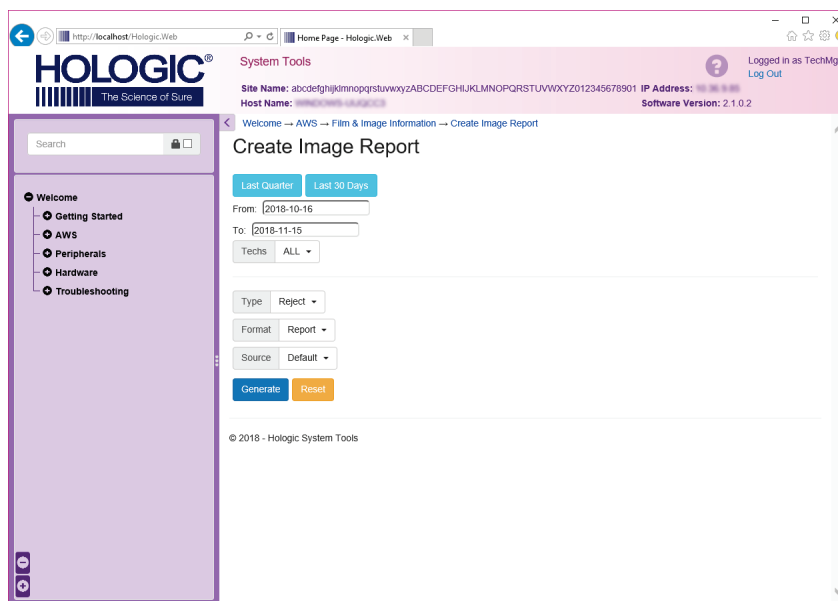 http://localhost/Hologic.Web
Home Page - Hologic.Web
HOLOGIC®
The Science of Sure
System Tools
Site Name: abcdefghijklmnopqrstuvwxyzABCDEFGHIJKLMNOPQRSTUVWXYZ012345678901 IP Address:
Host Name:
Software Version: 2.1.0.2
Logged in as TechMg
Log Out
Search
Welcome
Getting Started
AWS
Peripherals
Hardware
Troubleshooting
Welcome → AWS → Film & Image Information → Create Image Report
Create Image Report
Last Quarter Last 30 Days
From: 2018-10-16
To: 2018-11-15
Techs ALL
Type Reject
Format Report
Source Default
Generate Reset
© 2018 - Hologic System Tools